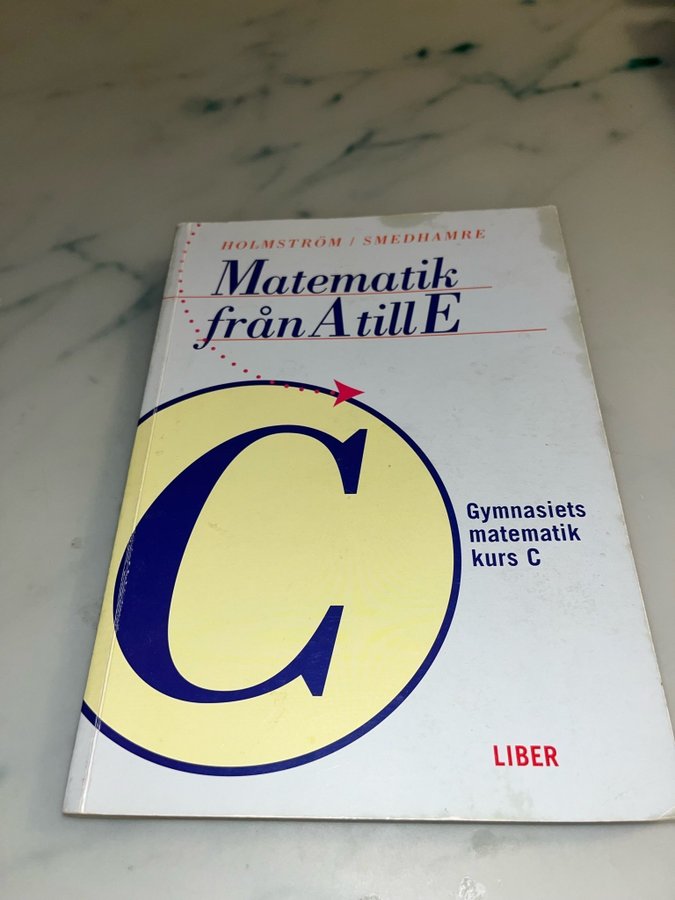 HOLMSTRÖM / SMEDHAMRE
Matematik
från A till E
C
Gymnasiets
matematik
kurs C
LIBER